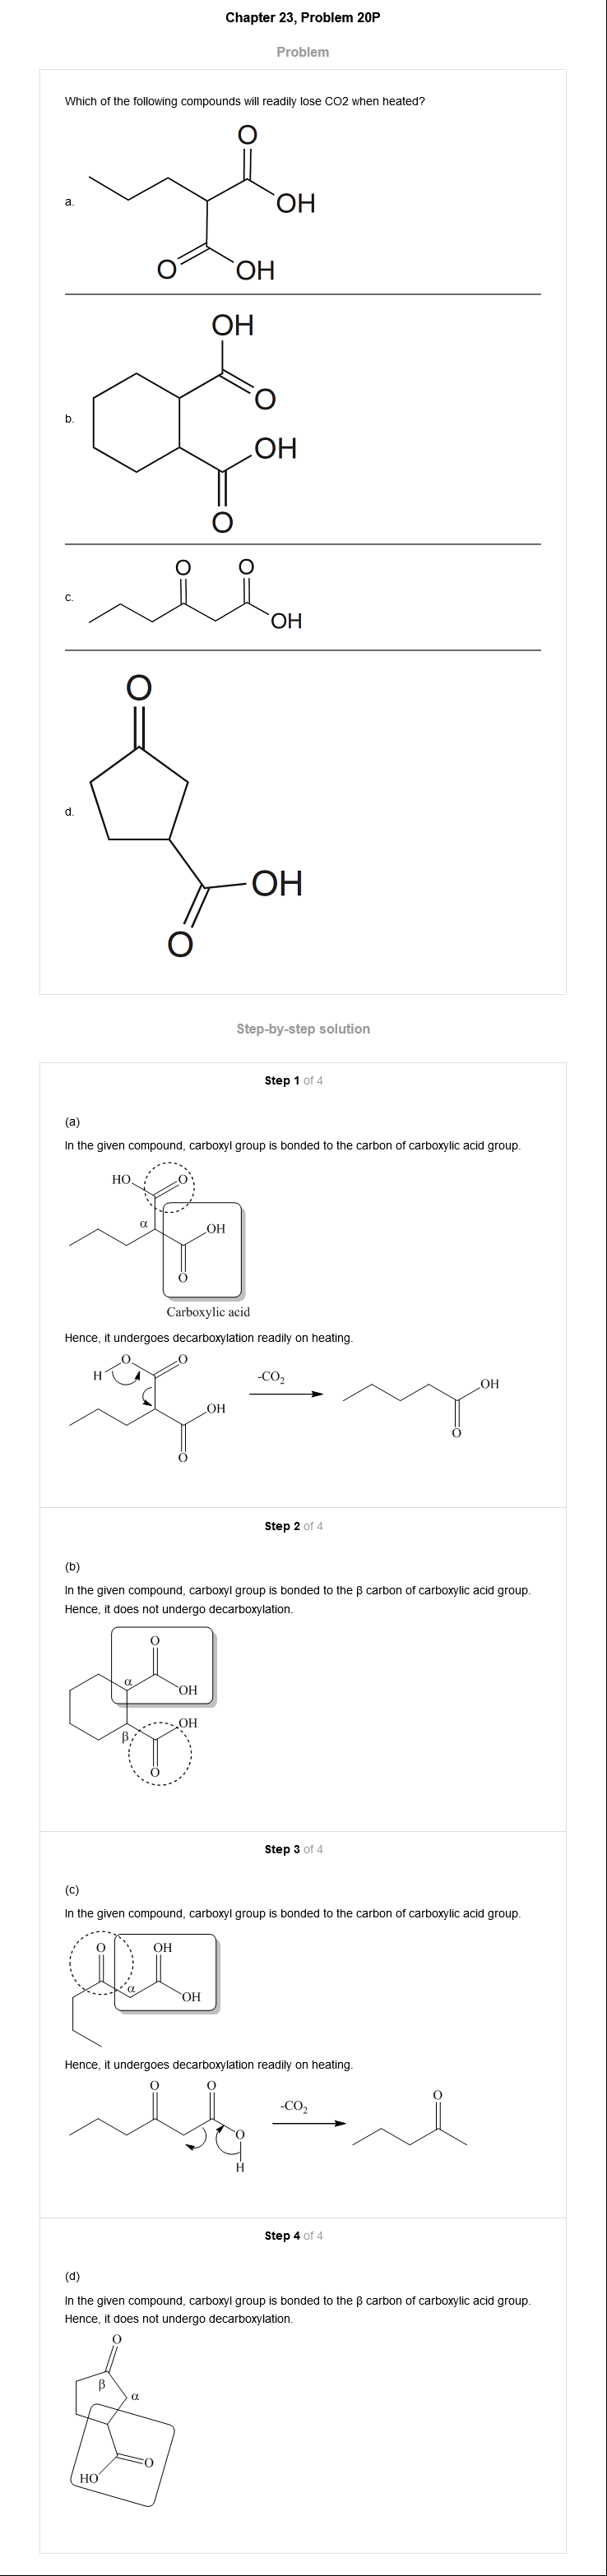 Chapter 23, Problem 20P
Problem
Which of the following compounds will readily lose CO2 when heated?
O
a.
OH
O
OH
OH
O
b.
OH
O
O
O
c.
OH
O
d.
OH
O
Step-by-step solution
Step 1 of 4
(a)
In the given compound, carboxyl group is bonded to the carbon of carboxylic acid group.
HO
O
α
OH
O
Carboxylic acid
Hence, it undergoes decarboxylation readily on heating.
O
O
H
-CO2
OH
OH
O
O
Step 2 of 4
(b)
In the given compound, carboxyl group is bonded to the β carbon of carboxylic acid group.
Hence, it does not undergo decarboxylation.
O
α
OH
OH
β
O
Step 3 of 4
(c)
In the given compound, carboxyl group is bonded to the carbon of carboxylic acid group.
O
OH
α
OH
Hence, it undergoes decarboxylation readily on heating.
O
O
-CO2
O
O
H
Step 4 of 4
(d)
In the given compound, carboxyl group is bonded to the β carbon of carboxylic acid group.
Hence, it does not undergo decarboxylation.
O
β
α
O
HO